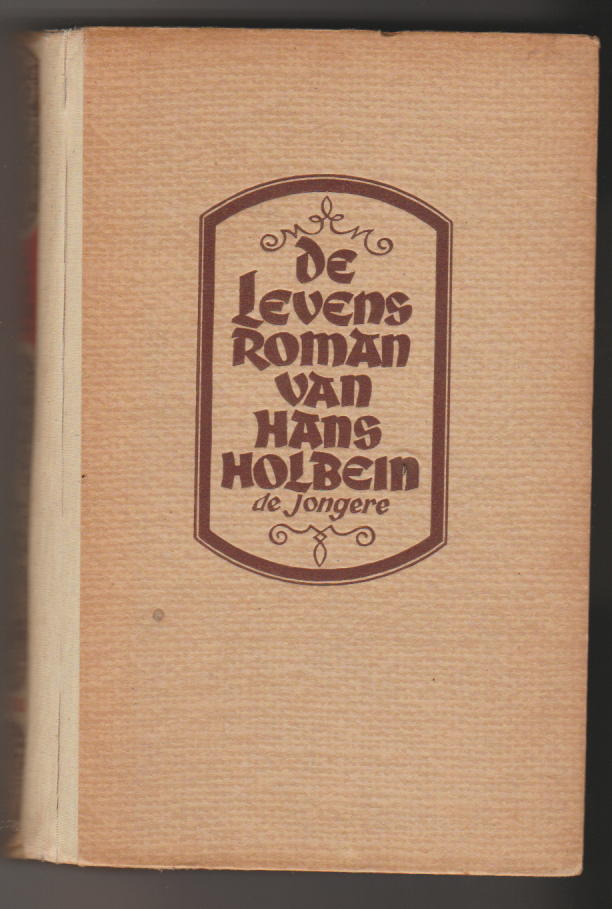 De
Levens
Roman
van
Hans
Holbein
de Jongere